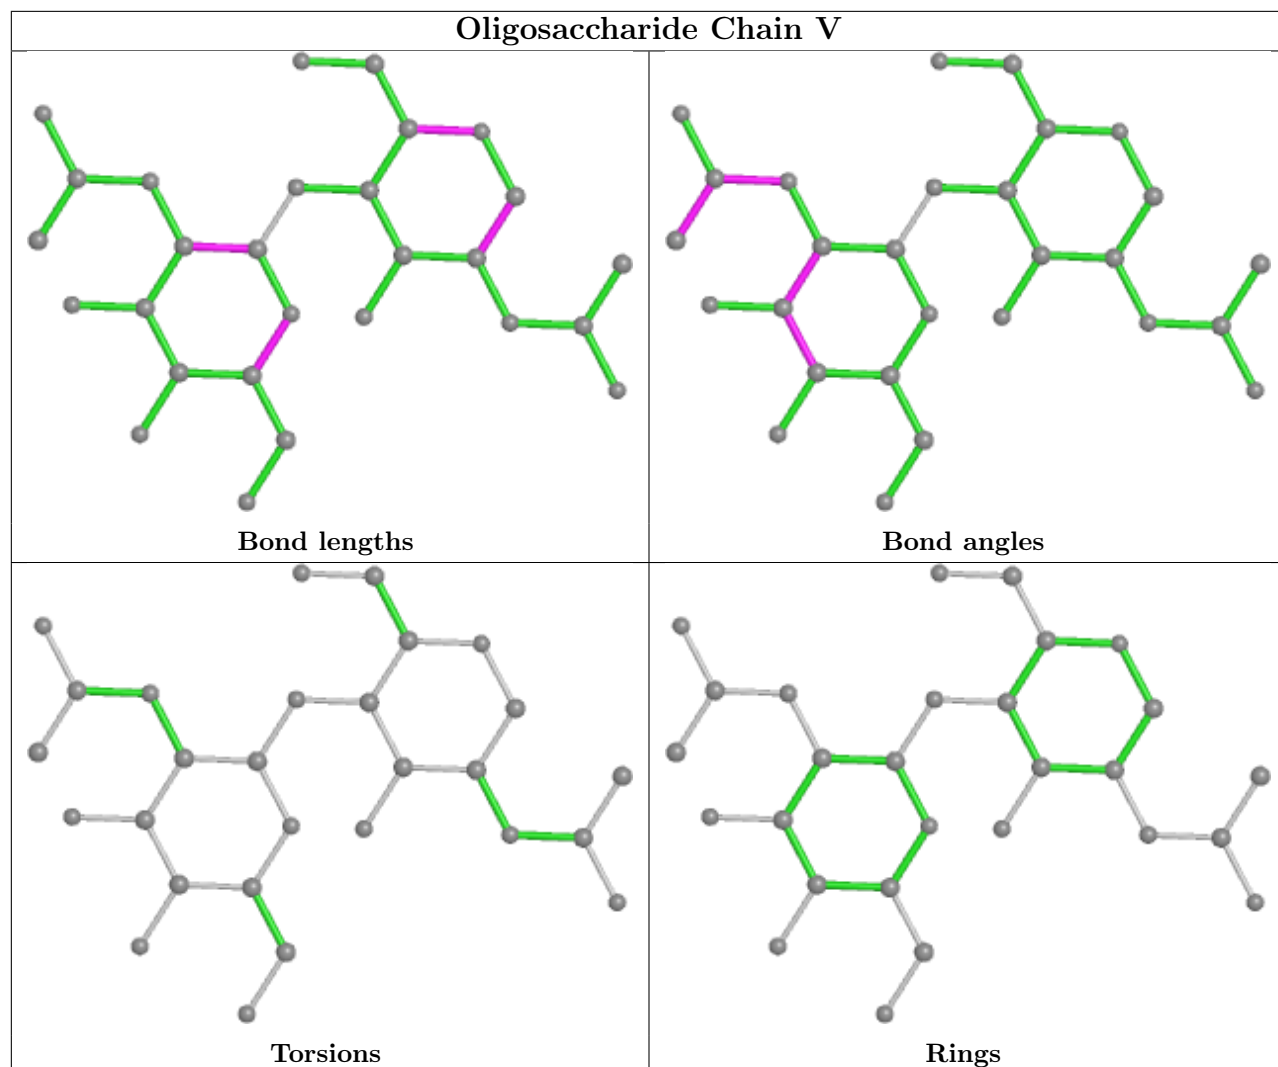 Oligosaccharide Chain V
Bond lengths
Bond angles
Torsions
Rings